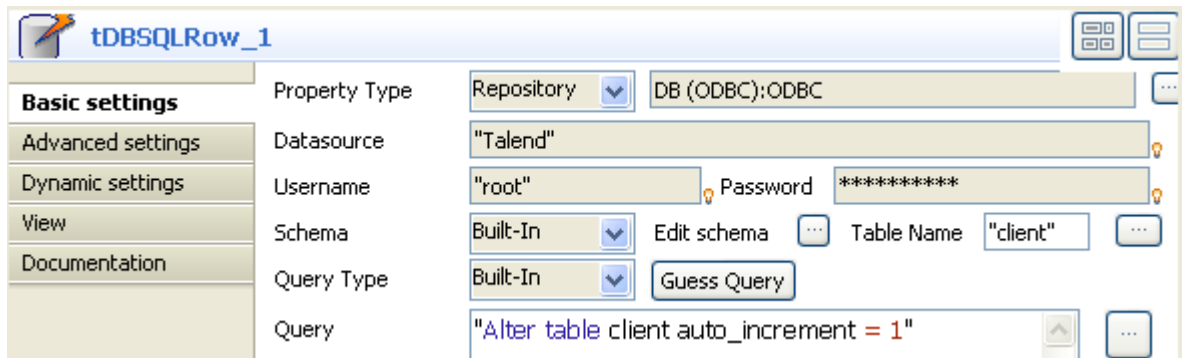 tDBSQLRow_1
Basic settings
Property Type Repository DB (ODBC):ODBC ...
Advanced settings
Datasource "Talend"
Dynamic settings
Username "root" Password **********
View
Schema Built-In Edit schema ... Table Name "client" ...
Documentation
Query Type Built-In Guess Query
Query "Alter table client auto_increment = 1" ...